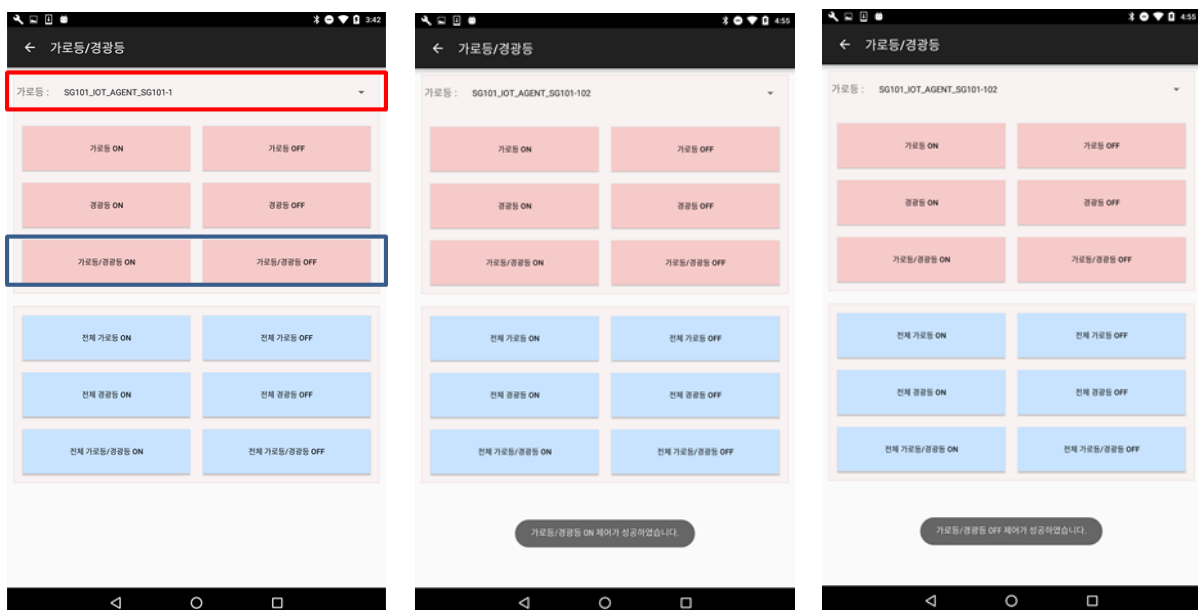 3:42
가로등/경광등
가로등 : SG101_IOT_AGENT_SG101-1
가로등 ON 가로등 OFF
경광등 ON 경광등 OFF
가로등/경광등 ON 가로등/경광등 OFF
전체 가로등 ON 전체 가로등 OFF
전체 경광등 ON 전체 경광등 OFF
전체 가로등/경광등 ON 전체 가로등/경광등 OFF
4:55
가로등/경광등
가로등 : SG101_IOT_AGENT_SG101-102
가로등 ON 가로등 OFF
경광등 ON 경광등 OFF
가로등/경광등 ON 가로등/경광등 OFF
전체 가로등 ON 전체 가로등 OFF
전체 경광등 ON 전체 경광등 OFF
전체 가로등/경광등 ON 전체 가로등/경광등 OFF
가로등/경광등 ON 제어가 성공하였습니다.
4:55
가로등/경광등
가로등 : SG101_IOT_AGENT_SG101-102
가로등 ON 가로등 OFF
경광등 ON 경광등 OFF
가로등/경광등 ON 가로등/경광등 OFF
전체 가로등 ON 전체 가로등 OFF
전체 경광등 ON 전체 경광등 OFF
전체 가로등/경광등 ON 전체 가로등/경광등 OFF
가로등/경광등 OFF 제어가 성공하였습니다.